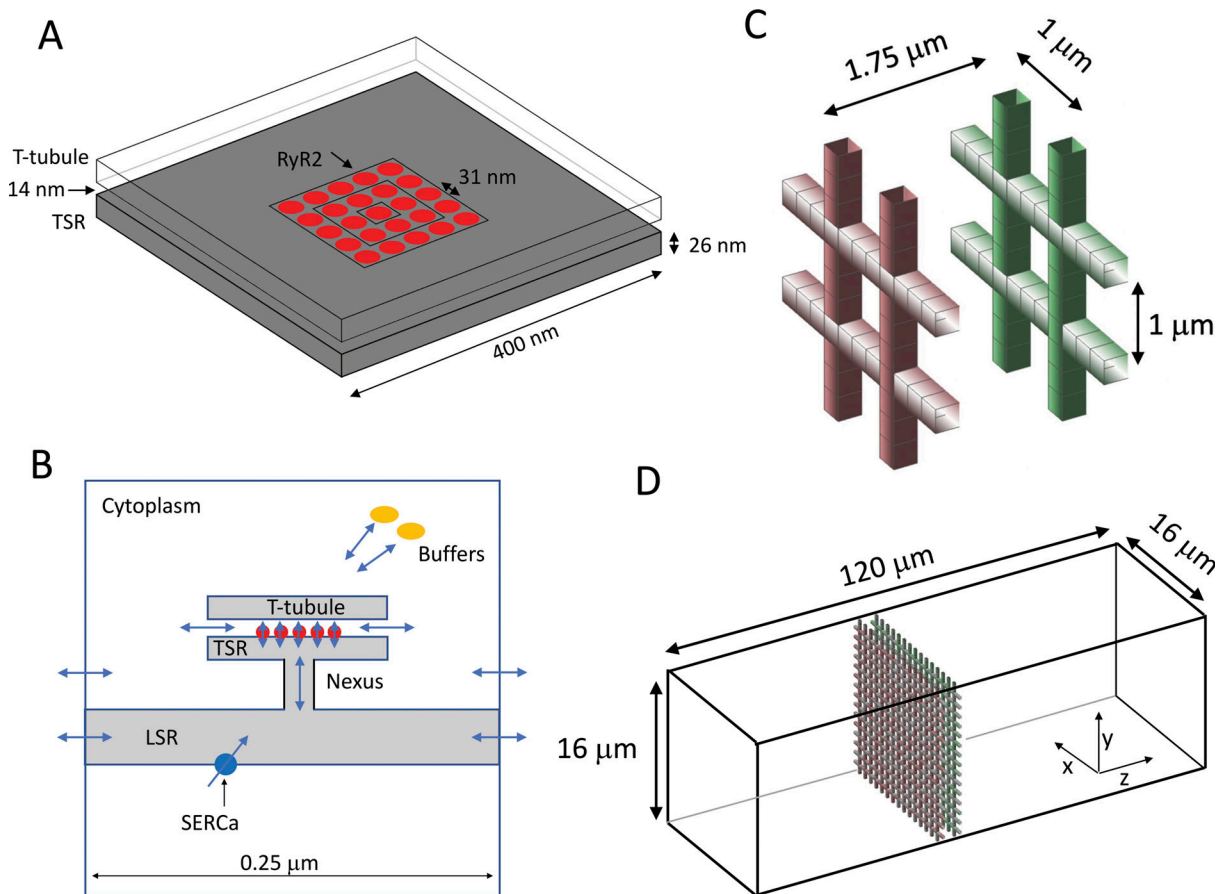 A
T-tubule
14 nm
TSR
RyR2
31 nm
26 nm
400 nm
B
Cytoplasm
Buffers
T-tubule
TSR
Nexus
LSR
SERCa
0.25 μm
C
1.75 μm
1 μm
1 μm
D
120 μm
16 μm
16 μm
y
x
z